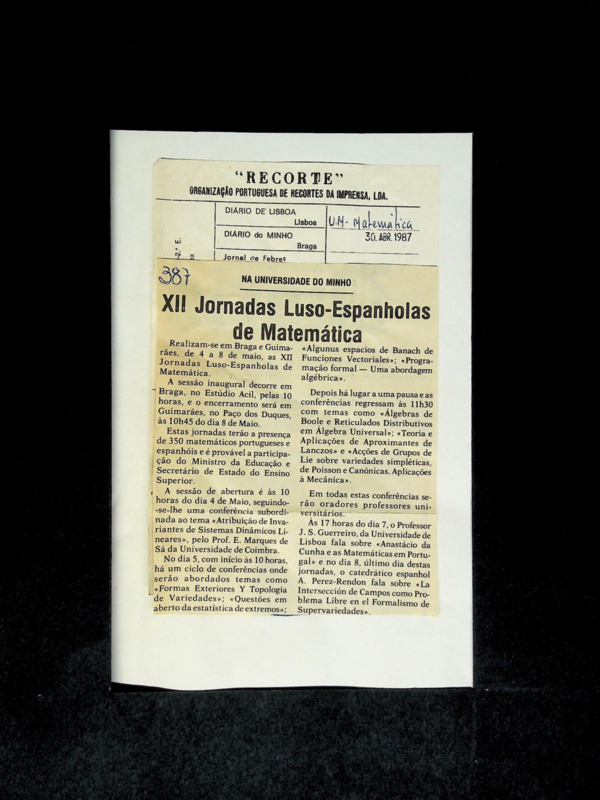 "RECORTE"
ORGANIZAÇÃO PORTUGUESA DE RECORTES DA IMPRENSA, LDA.
DIÁRIO DE LISBOA
Lisboa
U.M- Matemática
DIÁRIO do MINHO
Braga
30. ABR. 1987
Jornal de Febres
-2.º E.
387
NA UNIVERSIDADE DO MINHO
XII Jornadas Luso-Espanholas
de Matemática
Realizam-se em Braga e Guima-
rães, de 4 a 8 de maio, as XII
Jornadas Luso-Espanholas de
Matemática.
A sessão inaugural decorre em
Braga, no Estúdio Acil, pelas 10
horas, e o encerramento será em
Guimarães, no Paço dos Duques,
às 10h45 do dia 8 de Maio.
Estas jornadas terão a presença
de 350 matemáticos portugueses e
espanhóis e é provável a participa-
ção do Ministro da Educação e
Secretário de Estado do Ensino
Superior.
A sessão de abertura é às 10
horas do dia 4 de Maio, seguindo-
-se-lhe uma conferência subordi-
nada ao tema «Atribuição de Inva-
riantes de Sistemas Dinâmicos Li-
neares», pelo Prof. E. Marques de
Sá da Universidade de Coimbra.
No dia 5, com início às 10 horas,
há um ciclo de conferências onde
serão abordados temas como
«Formas Exteriores Y Topologia
de Variedades»; «Questões em
aberto da estatística de extremos»;
«Algunus espacios de Banach de
Funciones Vectoriales»; «Progra-
mação formal — Uma abordagem
algébrica».
Depois há lugar a uma pausa e as
conferências regressam às 11h30
com temas como «Álgebras de
Boole e Reticulados Distributivos
em Álgebra Universal»; «Teoria e
Aplicações de Aproximantes de
Lanczos» e «Acções de Grupos de
Lie sobre variedades simpléticas,
de Poisson e Canónicas. Aplicações
à Mecânica».
Em todas estas conferências se-
rão oradores professores uni-
versitários.
Às 17 horas do dia 7, o Professor
J. S. Guerreiro, da Universidade de
Lisboa fala sobre «Anastácio da
Cunha e as Matemáticas em Portu-
gal» e no dia 8, último dia destas
jornadas, o catedrático espanhol
A. Perez-Rendon fala sobre «La
Intersección de Campos como Pro-
blema Libre en el Formalismo de
Supervariedades».